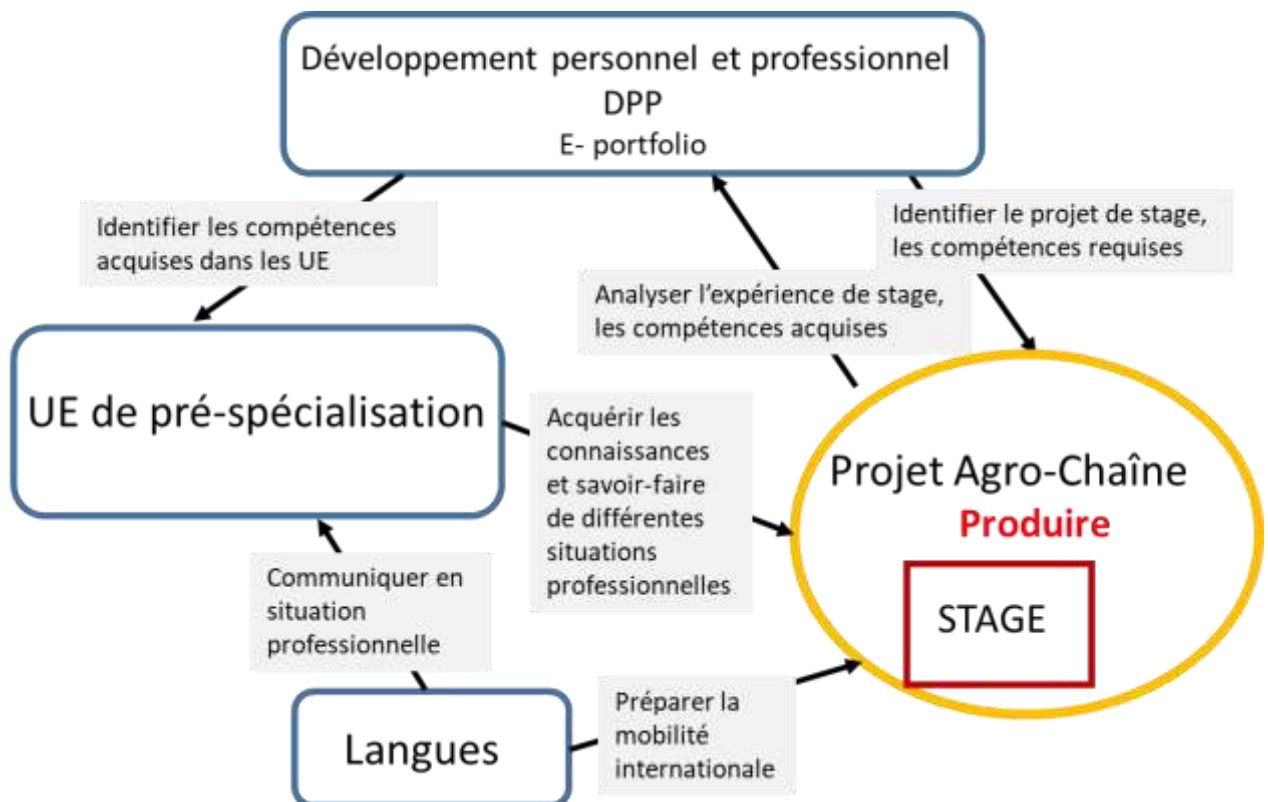 Développement personnel et professionnel
DPP
E- portfolio
Identifier les compétences
acquises dans les UE
Identifier le projet de stage,
les compétences requises
Analyser l'expérience de stage,
les compétences acquises
UE de pré-spécialisation
Acquérir les
connaissances
et savoir-faire
de différentes
situations
professionnelles
Projet Agro-Chaîne
Produire
STAGE
Communiquer en
situation
professionnelle
Langues
Préparer la
mobilité
internationale